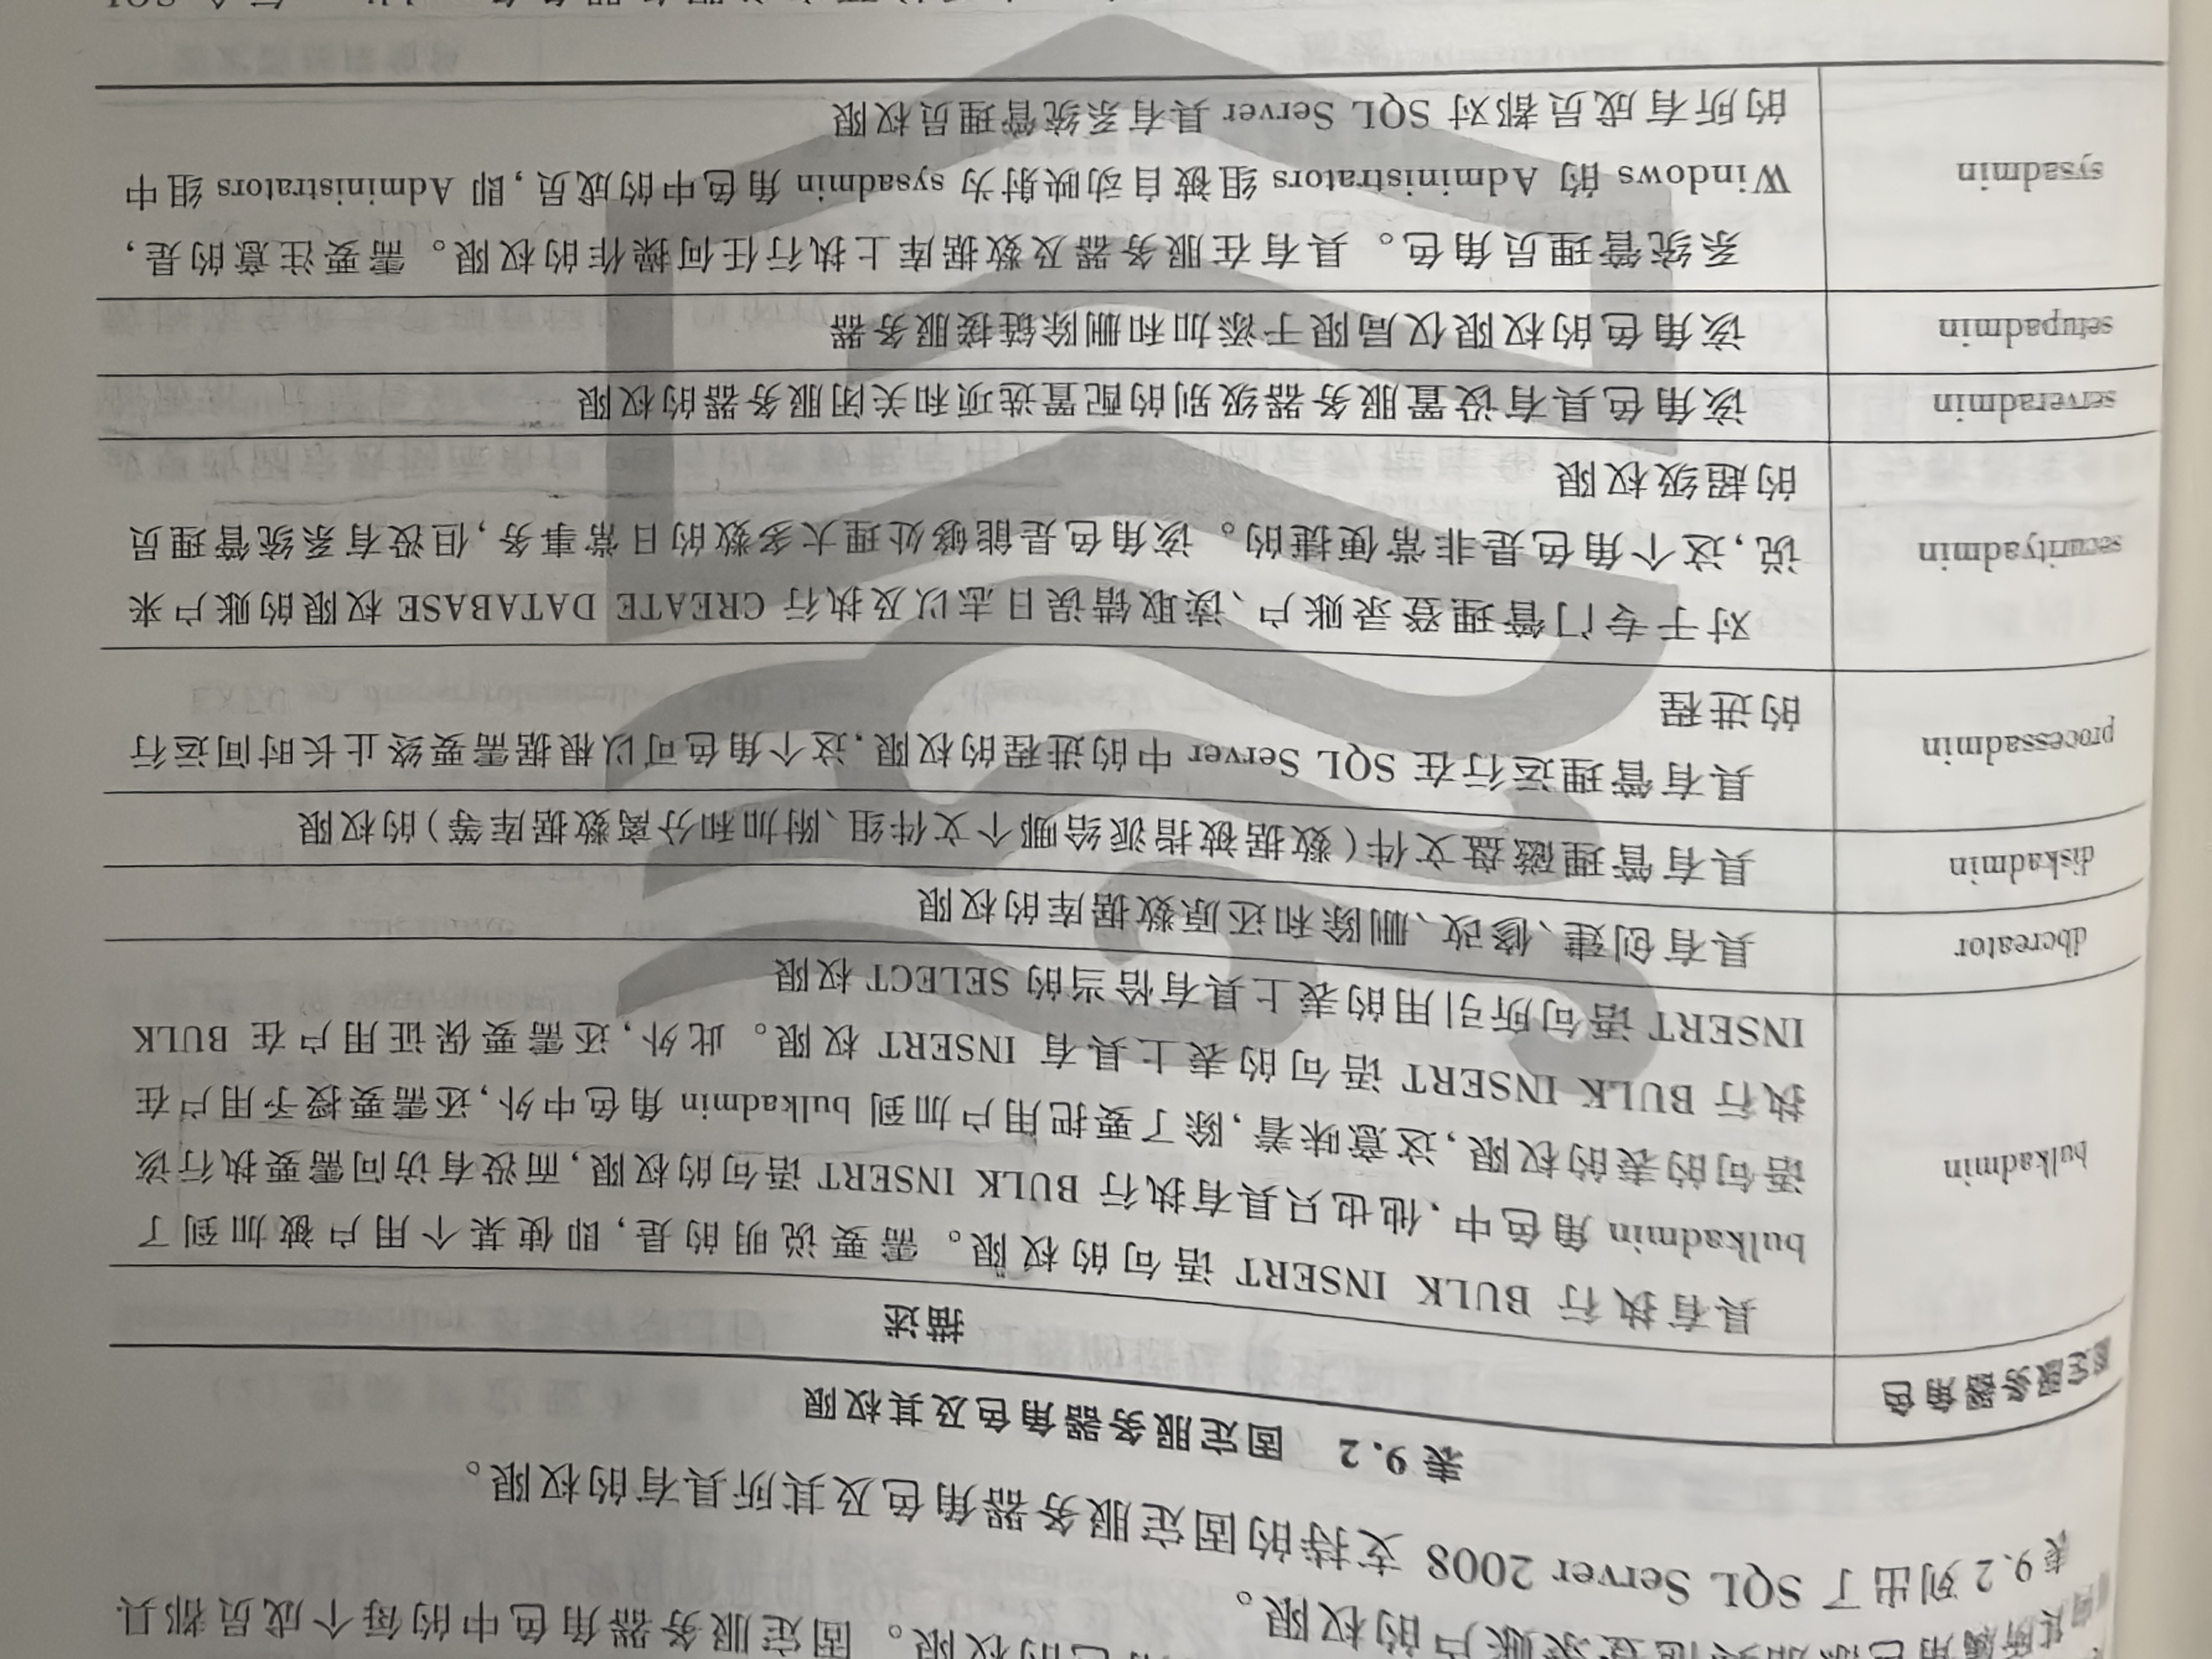 其所属角色添加其他登录账户的权限。
的权限。固定服务器角色中的每个成员都具
表9.2列出了 SQL Server 2008 支持的固定服务器角色及其所具有的权限。
表 9.2 固定服务器角色及其权限
固定服务器角色
描述
bulkadmin
具有执行 BULK INSERT 语句的权限。需要说明的是,即使某个用户被加到了
bulkadmin 角色中,他也只具有执行 BULK INSERT 语句的权限,而没有访问需要执行该
语句的表的权限,这意味着,除了要把用户加到 bulkadmin 角色中外,还需要授予用户在
执行 BULK INSERT 语句的表上具有 INSERT 权限。此外,还需要保证用户在 BULK
INSERT 语句所引用的表上具有恰当的 SELECT 权限
dbcreator
具有创建、修改、删除和还原数据库的权限
diskadmin
具有管理磁盘文件(数据被指派给哪个文件组、附加和分离数据库等)的权限
processadmin
具有管理运行在 SQL Server 中的进程的权限,这个角色可以根据需要终止长时间运行
的进程
securityadmin
对于专门管理登录账户、读取错误日志以及执行 CREATE DATABASE 权限的账户来
说,这个角色是非常便捷的。该角色是能够处理大多数的日常事务,但没有系统管理员
的超级权限
serveradmin
该角色具有设置服务器级别的配置选项和关闭服务器的权限
setupadmin
该角色的权限仅局限于添加和删除链接服务器
sysadmin
系统管理员角色。具有在服务器及数据库上执行任何操作的权限。需要注意的是,
Windows 的 Administrators 组被自动映射为 sysadmin 角色中的成员,即 Administrators 组中
的所有成员都对 SQL Server 具有系统管理员权限